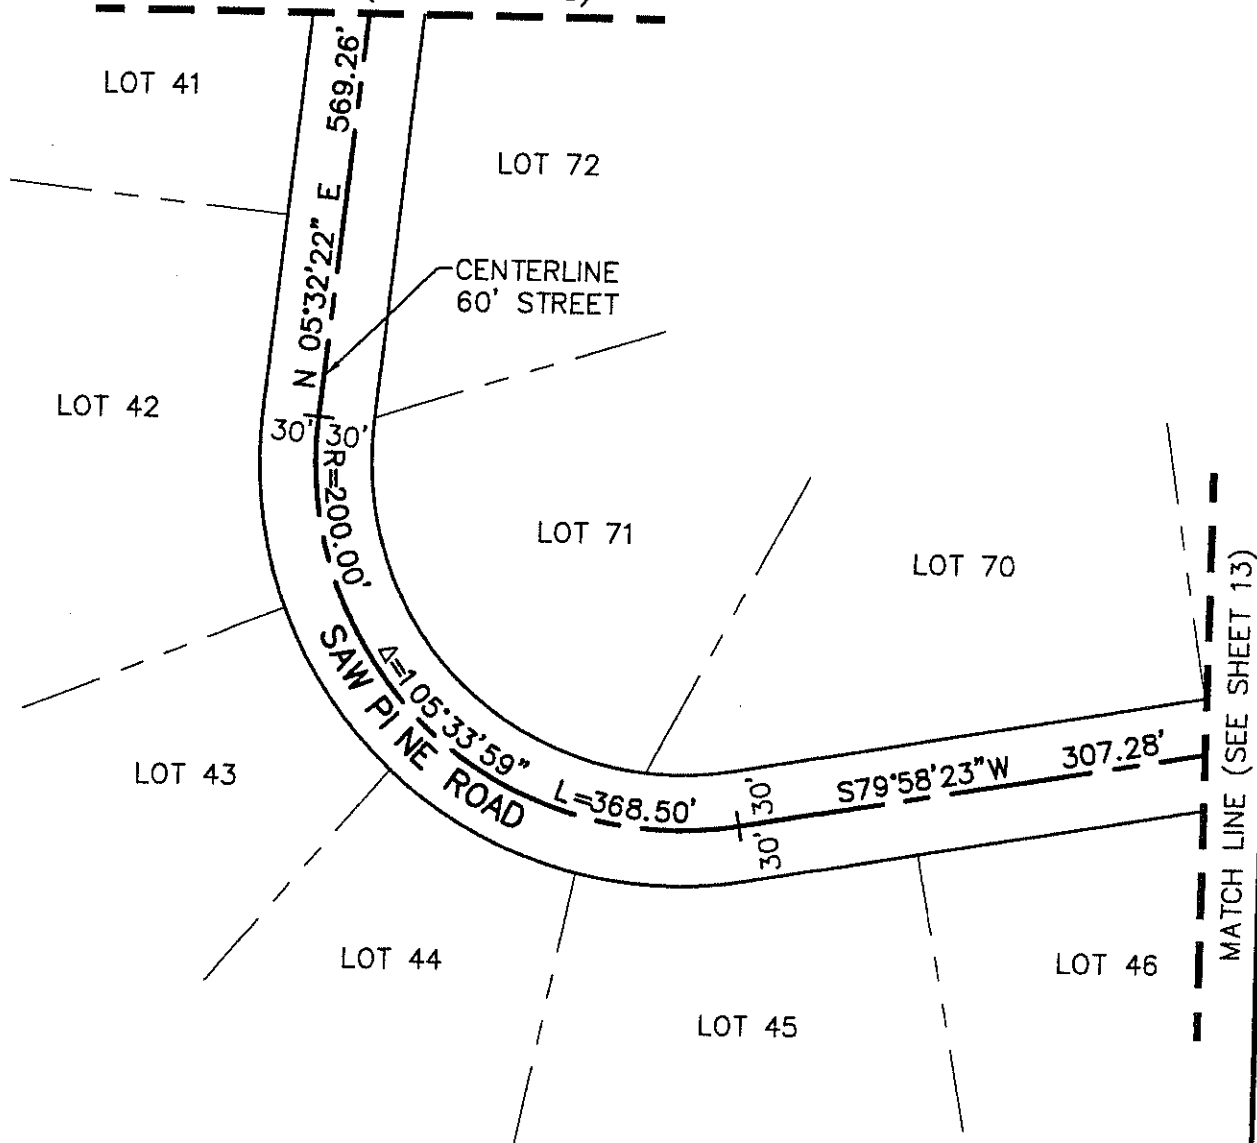 LOT 41
N 05°32'22" E 569.26'
LOT 72
CENTERLINE
60' STREET
LOT 42
30' 30'
R=200.00'
LOT 71
LOT 70
MATCH LINE (SEE SHEET 13)
SAW PINE ROAD
Δ=105°33'59" L=368.50'
S79°58'23"W 307.28'
30' 30'
LOT 43
LOT 44
LOT 46
LOT 45